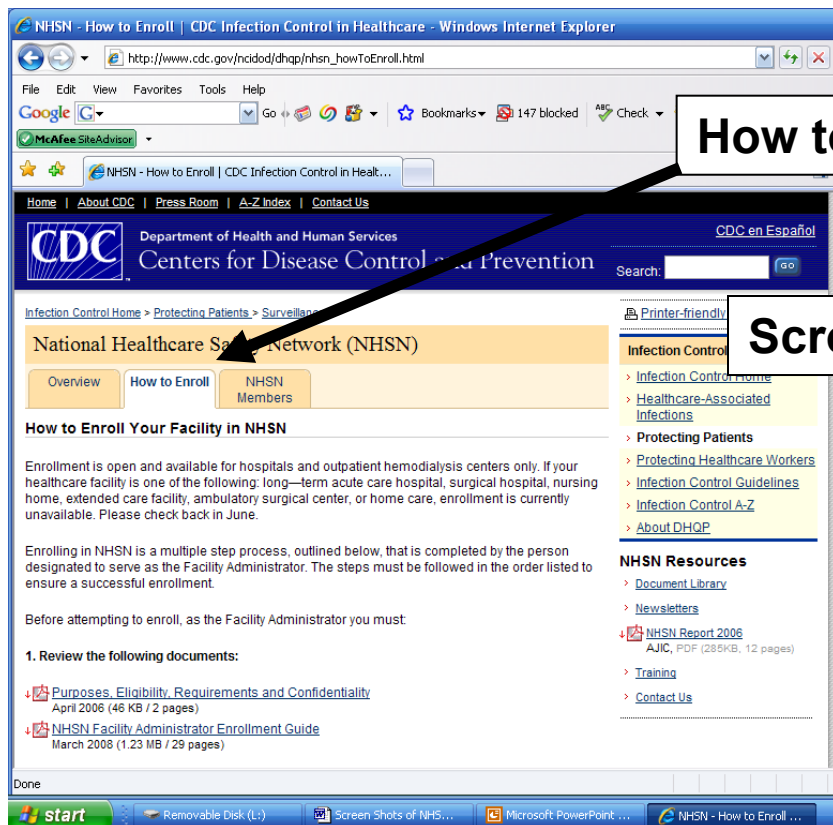 NHSN - How to Enroll | CDC Infection Control in Healthcare - Windows Internet Explorer
http://www.cdc.gov/ncidod/dhqp/nhsn_howToEnroll.html
File Edit View Favorites Tools Help
Google G Go Bookmarks 147 blocked ABC Check
McAfee SiteAdvisor
How to
NHSN - How to Enroll | CDC Infection Control in Healt...
Home | About CDC | Press Room | A-Z Index | Contact Us
CDC
Department of Health and Human Services
Centers for Disease Control and Prevention
CDC en Español
Search: GO
Infection Control Home > Protecting Patients > Surveillan
National Healthcare Safety Network (NHSN)
Overview
How to Enroll
NHSN
Members
How to Enroll Your Facility in NHSN
Enrollment is open and available for hospitals and outpatient hemodialysis centers only. If your
healthcare facility is one of the following: long—term acute care hospital, surgical hospital, nursing
home, extended care facility, ambulatory surgical center, or home care, enrollment is currently
unavailable. Please check back in June.
Enrolling in NHSN is a multiple step process, outlined below, that is completed by the person
designated to serve as the Facility Administrator. The steps must be followed in the order listed to
ensure a successful enrollment.
Before attempting to enroll, as the Facility Administrator you must:
1. Review the following documents:
Purposes, Eligibility, Requirements and Confidentiality
April 2006 (46 KB / 2 pages)
NHSN Facility Administrator Enrollment Guide
March 2008 (1.23 MB / 29 pages)
Printer-friendly
Scre
Infection Control
> Infection Control Home
> Healthcare-Associated
Infections
> Protecting Patients
> Protecting Healthcare Workers
> Infection Control Guidelines
> Infection Control A-Z
> About DHQP
NHSN Resources
> Document Library
> Newsletters
NHSN Report 2006
AJIC, PDF (285KB, 12 pages)
> Training
> Contact Us
Done
start
Removable Disk (L:)
Screen Shots of NHS...
Microsoft PowerPoint ...
NHSN - How to Enroll ...